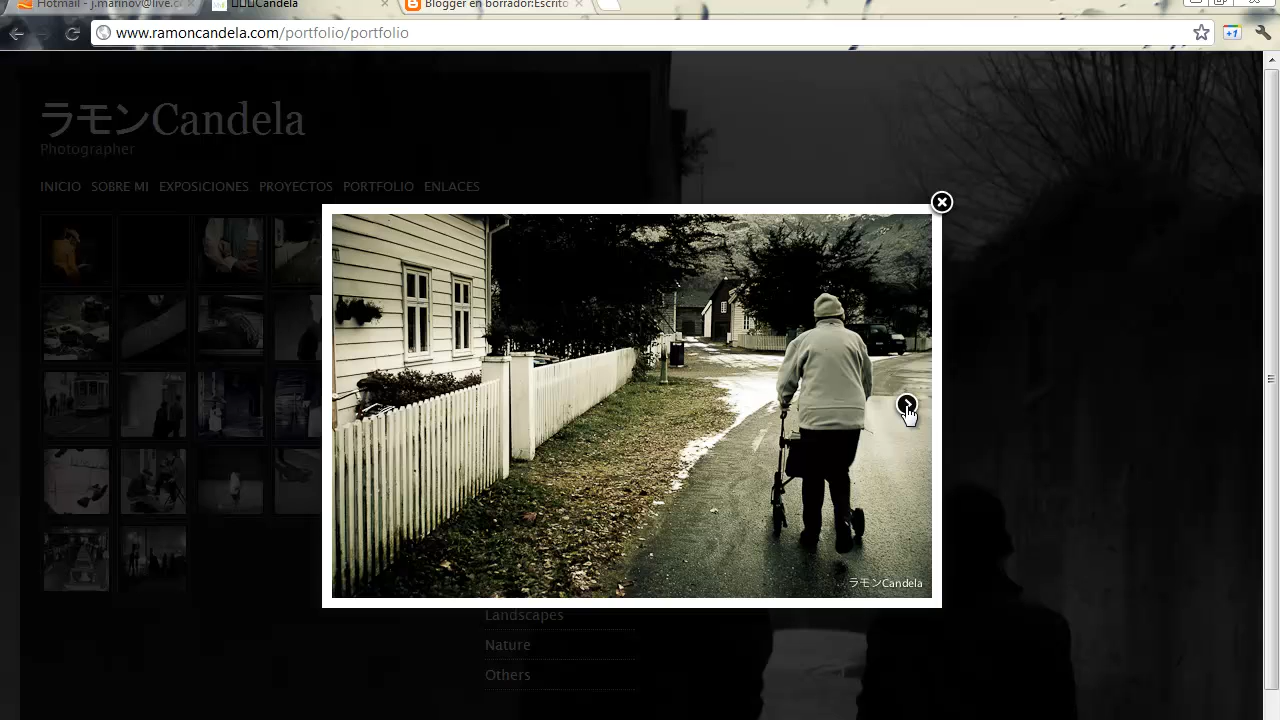 Hotmail - j.marinov@live.c
Candela
Blogger en borrador:Escrito
www.ramoncandela.com/portfolio/portfolio
+1
ラモンCandela
Photographer
INICIO SOBRE MI EXPOSICIONES PROYECTOS PORTFOLIO ENLACES
ラモンCandela
Landscapes
Nature
Others